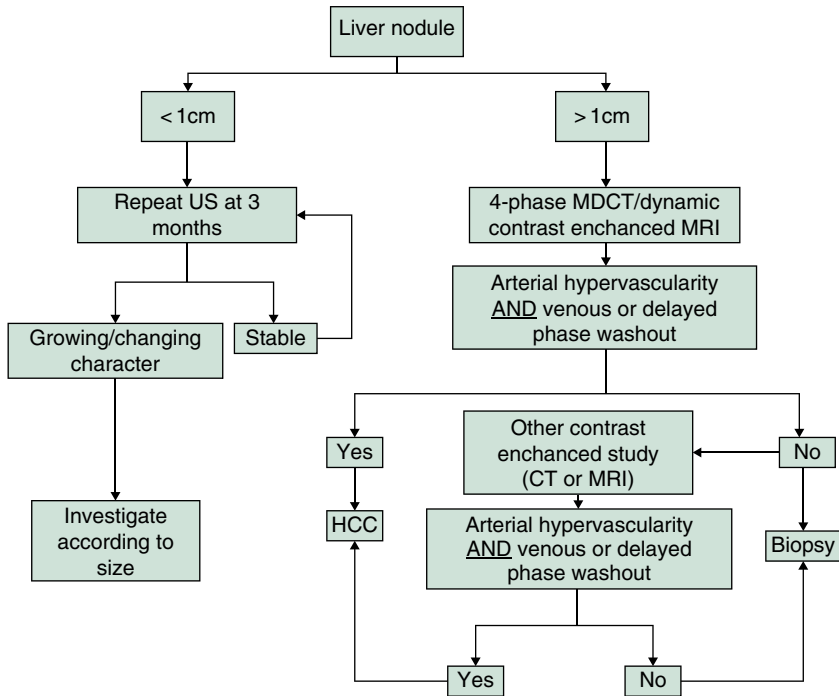 Liver nodule
< 1cm
> 1cm
Repeat US at 3
months
4-phase MDCT/dynamic
contrast enchanced MRI
Arterial hypervascularity
AND venous or delayed
phase washout
Growing/changing
character
Stable
Yes
Other contrast
enchanced study
(CT or MRI)
No
Investigate
according to
size
HCC
Arterial hypervascularity
AND venous or delayed
phase washout
Biopsy
Yes
No